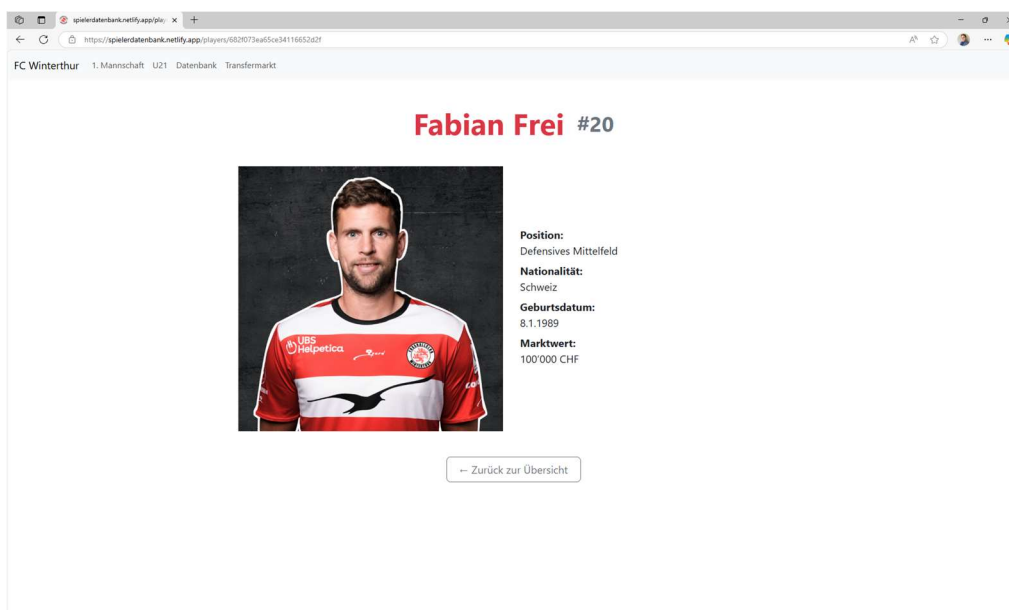 spielerdatenbank.netlify.app/play
https://spielerdatenbank.netlify.app/players/682f073ea65ce34116652d2f
FC Winterthur 1. Mannschaft U21 Datenbank Transfermarkt
Fabian Frei #20
Position:
Defensives Mittelfeld
Nationalität:
Schweiz
Geburtsdatum:
8.1.1989
Marktwert:
100'000 CHF
UBS
Helpetica
← Zurück zur Übersicht